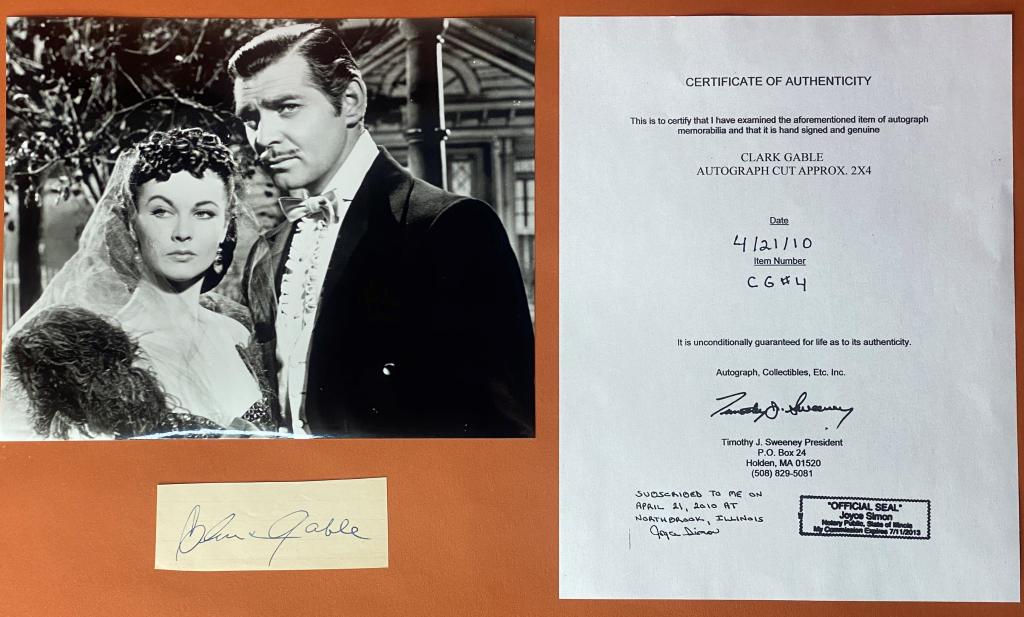 CERTIFICATE OF AUTHENTICITY
This is to certify that I have examined the aforementioned item of autograph
memorabilia and that it is hand signed and genuine
CLARK GABLE
AUTOGRAPH CUT APPROX. 2X4
Date
4/21/10
Item Number
CG#4
It is unconditionally guaranteed for life as to its authenticity.
Autograph, Collectibles, Etc. Inc.
Timothy J. Sweeney
Timothy J. Sweeney President
P.O. Box 24
Holden, MA 01520
(508) 829-5081
SUBSCRIBED TO ME ON
APRIL 21, 2010 AT
NORTHBROOK, ILLINOIS
Joyce Simon
"OFFICIAL SEAL"
Joyce Simon
Notary Public, State of Illinois
My Commission Expires 7/11/2013
Clark Gable